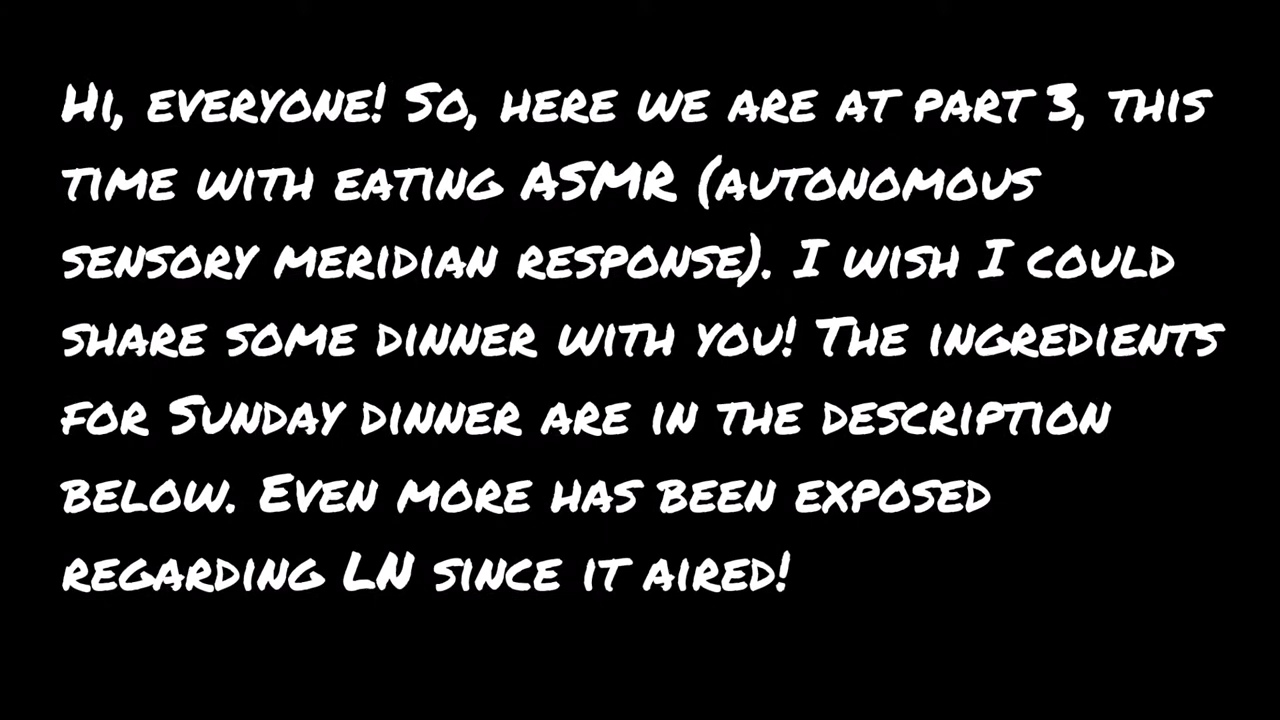 Hi, everyone! So, here we are at part 3, this
time with eating ASMR (autonomous
sensory meridian response). I wish I could
share some dinner with you! The ingredients
for Sunday dinner are in the description
below. Even more has been exposed
regarding LN since it aired!